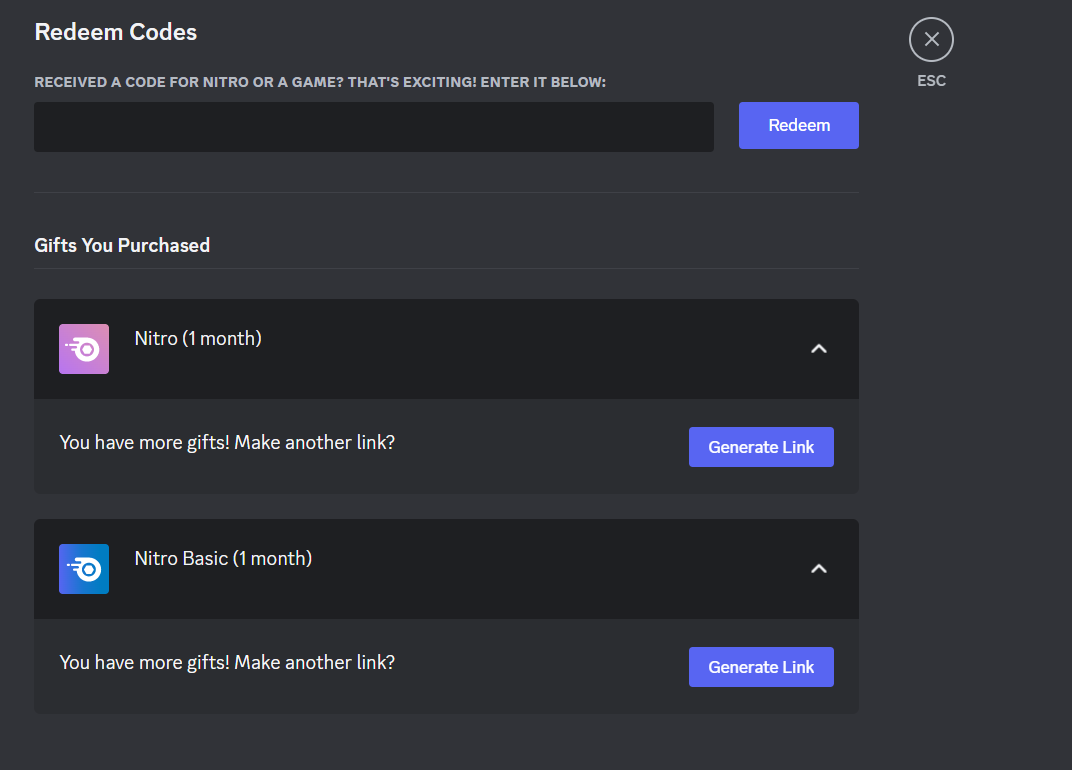 Redeem Codes
ESC
RECEIVED A CODE FOR NITRO OR A GAME? THAT'S EXCITING! ENTER IT BELOW:
Redeem
Gifts You Purchased
Nitro (1 month)
You have more gifts! Make another link?
Generate Link
Nitro Basic (1 month)
You have more gifts! Make another link?
Generate Link